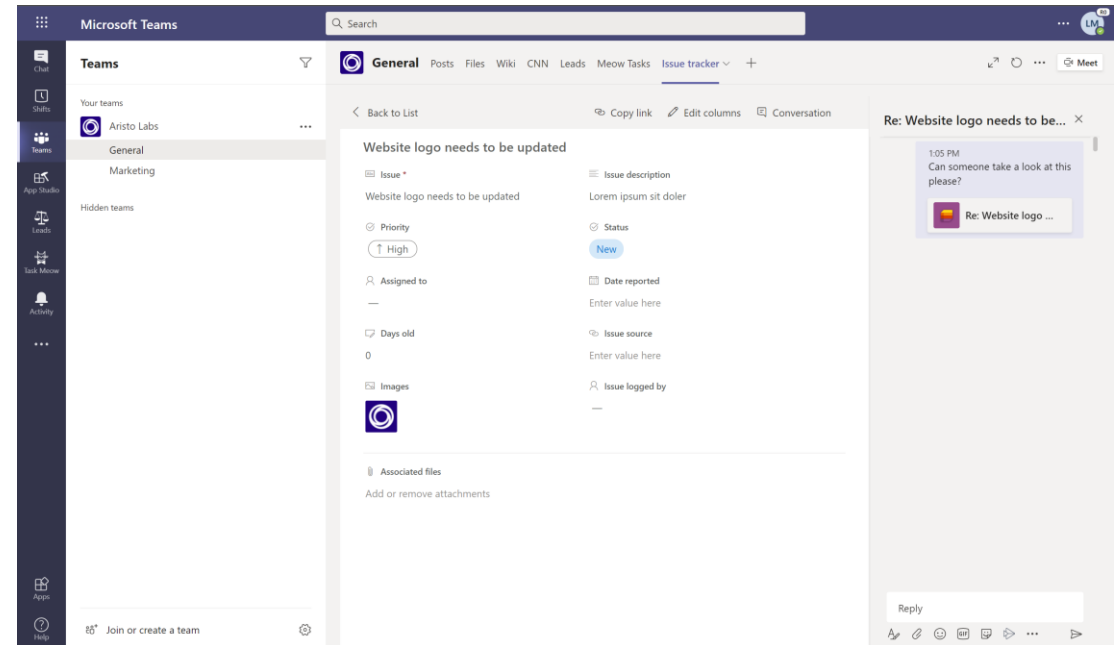 Microsoft Teams
Search
80
LM
Chat
Shifts
Teams
App Studio
Leads
Task Meow
Activity
Apps
Help
Teams
Your teams
Aristo Labs
General
Marketing
Hidden teams
Join or create a team
General Posts Files Wiki CNN Leads Meow Tasks Issue tracker
Meet
Back to List Copy link Edit columns Conversation
Website logo needs to be updated
Issue * Issue description
Website logo needs to be updated Lorem ipsum sit doler
Priority Status
High New
Assigned to Date reported
— Enter value here
Days old Issue source
0 Enter value here
Images Issue logged by
—
Associated files
Add or remove attachments
Re: Website logo needs to be...
1:05 PM
Can someone take a look at this
please?
Re: Website logo ...
Reply
GIF